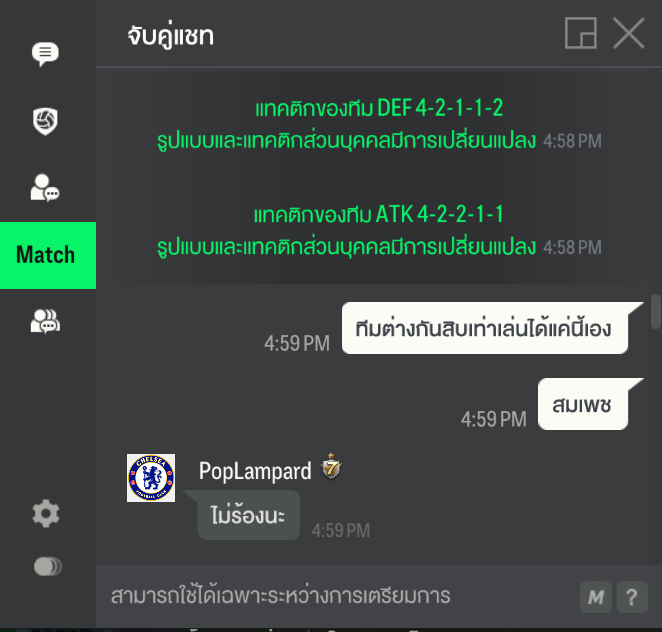 จับคู่แชท
แทคติกของทีม DEF 4-2-1-1-2
รูปแบบและแทคติกส่วนบุคคลมีการเปลี่ยนแปลง 4:58 PM
แทคติกของทีม ATK 4-2-2-1-1
รูปแบบและแทคติกส่วนบุคคลมีการเปลี่ยนแปลง 4:58 PM
Match
ทีมต่างกันสิบเท่าเล่นได้แค่นี้เอง
4:59 PM
สมเพช
4:59 PM
CHELSEA
FOOTBALL CLUB
PopLampard 7
ไม่ร้องนะ
4:59 PM
สามารถใช้ได้เฉพาะระหว่างการเตรียมการ
M ?